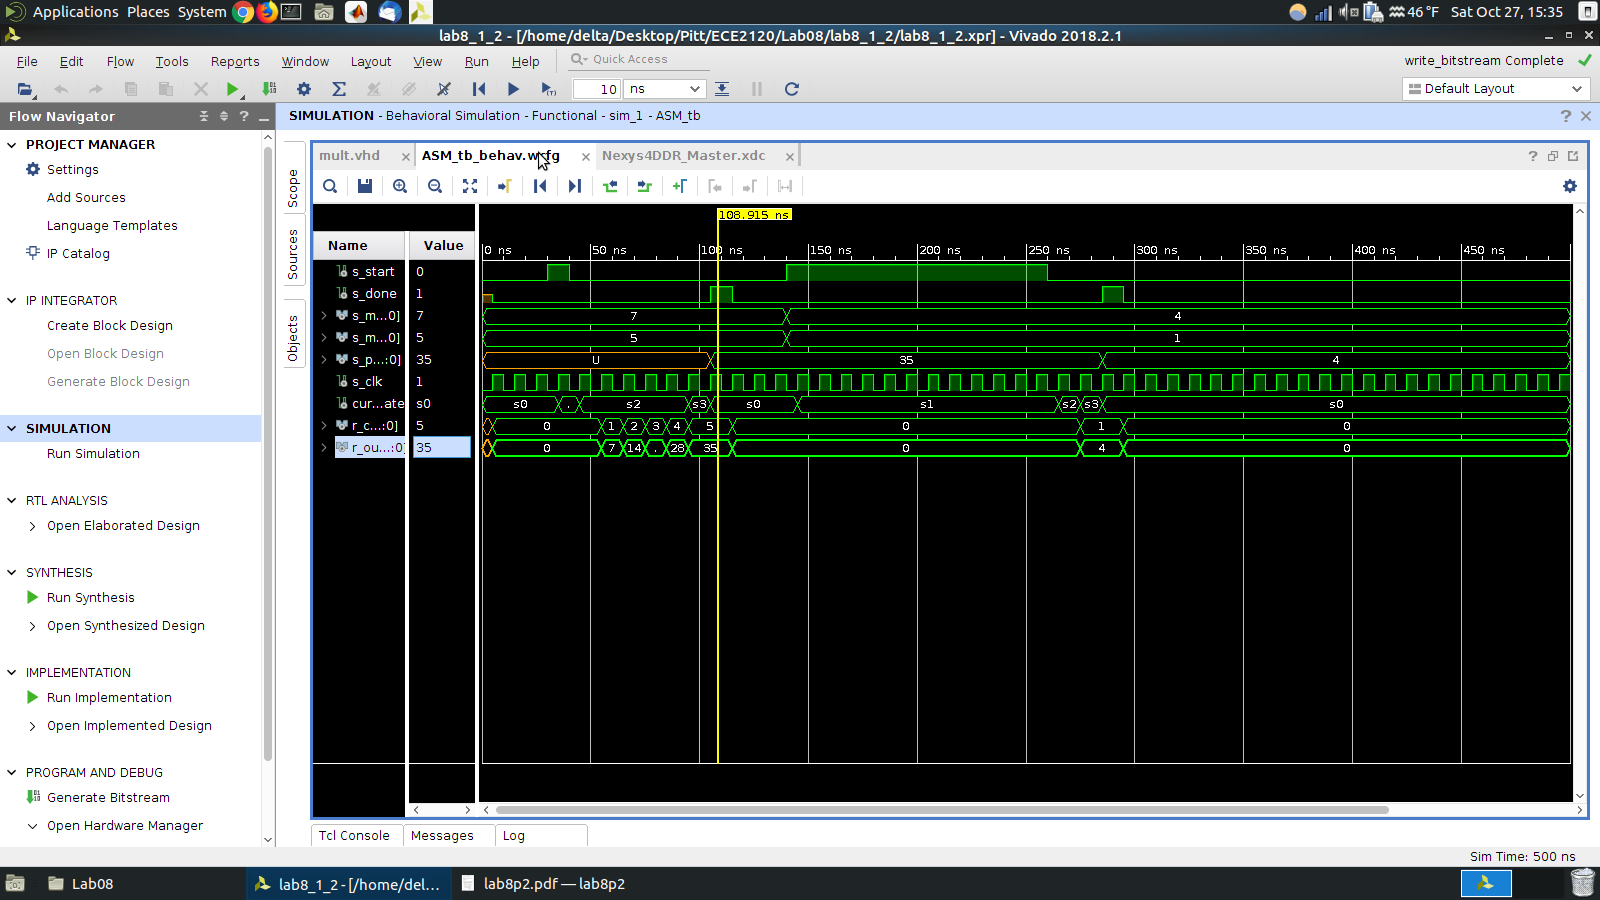 Applications Places System 46 °F Sat Oct 27, 15:35
lab8_1_2 - [/home/delta/Desktop/Pitt/ECE2120/Lab08/lab8_1_2/lab8_1_2.xpr] - Vivado 2018.2.1
File Edit Flow Tools Reports Window Layout View Run Help Quick Access write_bitstream Complete
10 ns Default Layout
Flow Navigator
SIMULATION - Behavioral Simulation - Functional - sim_1 - ASM_tb
PROJECT MANAGER
Settings
Add Sources
Language Templates
IP Catalog
IP INTEGRATOR
Create Block Design
Open Block Design
Generate Block Design
SIMULATION
Run Simulation
RTL ANALYSIS
Open Elaborated Design
SYNTHESIS
Run Synthesis
Open Synthesized Design
IMPLEMENTATION
Run Implementation
Open Implemented Design
PROGRAM AND DEBUG
Generate Bitstream
Open Hardware Manager
Scope
Sources
Objects
mult.vhd ASM_tb_behav.wcfg Nexys4DDR_Master.xdc
108.915 ns
Name Value 0 ns 50 ns 100 ns 150 ns 200 ns 250 ns 300 ns 350 ns 400 ns 450 ns
s_start 0
s_done 1
s_m...0] 7 7 4
s_m...0] 5 5 1
s_p...:0] 35 U 35 4
s_clk 1
cur...ate s0 s0 . s2 s3 s0 s1 s2 s3 s0
r_c...:0] 5 0 1 2 3 4 5 0 1 0
r_ou...:0] 35 0 7 14 . 28 35 0 4 0
Tcl Console Messages Log
Sim Time: 500 ns
Lab08 lab8_1_2 - [/home/del... lab8p2.pdf — lab8p2